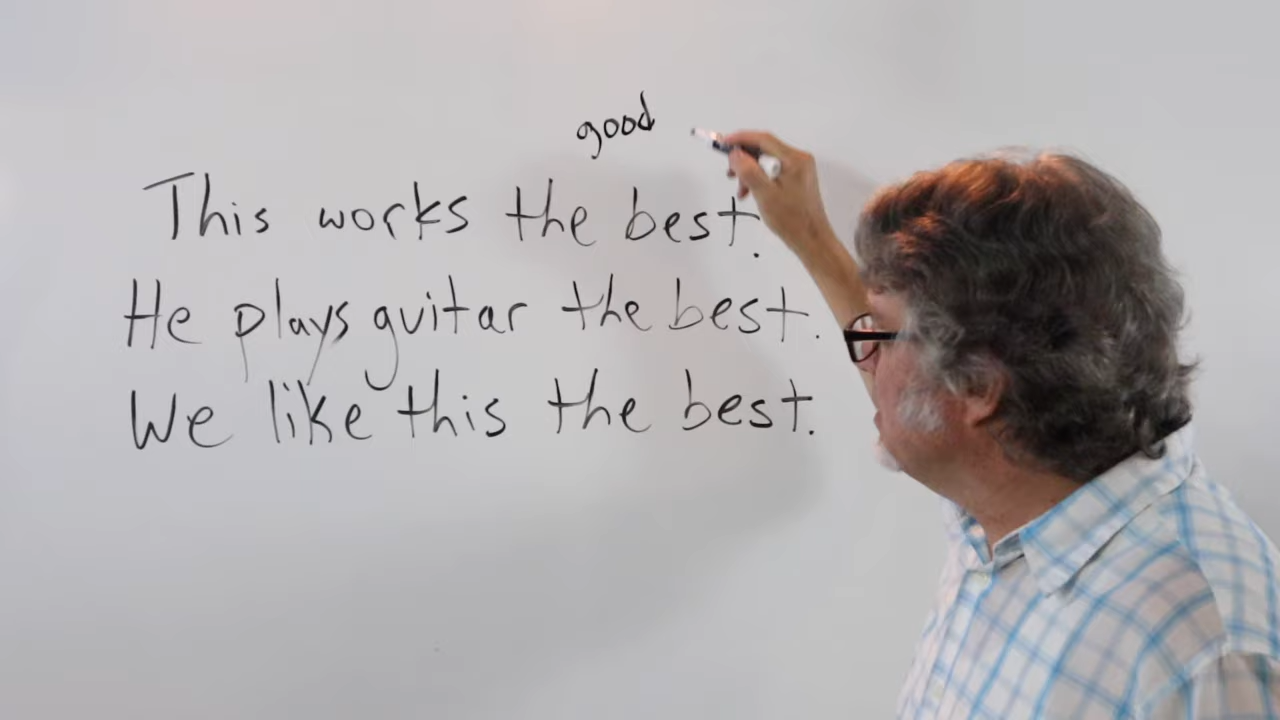 good
This works the best.
He plays guitar the best.
We like this the best.